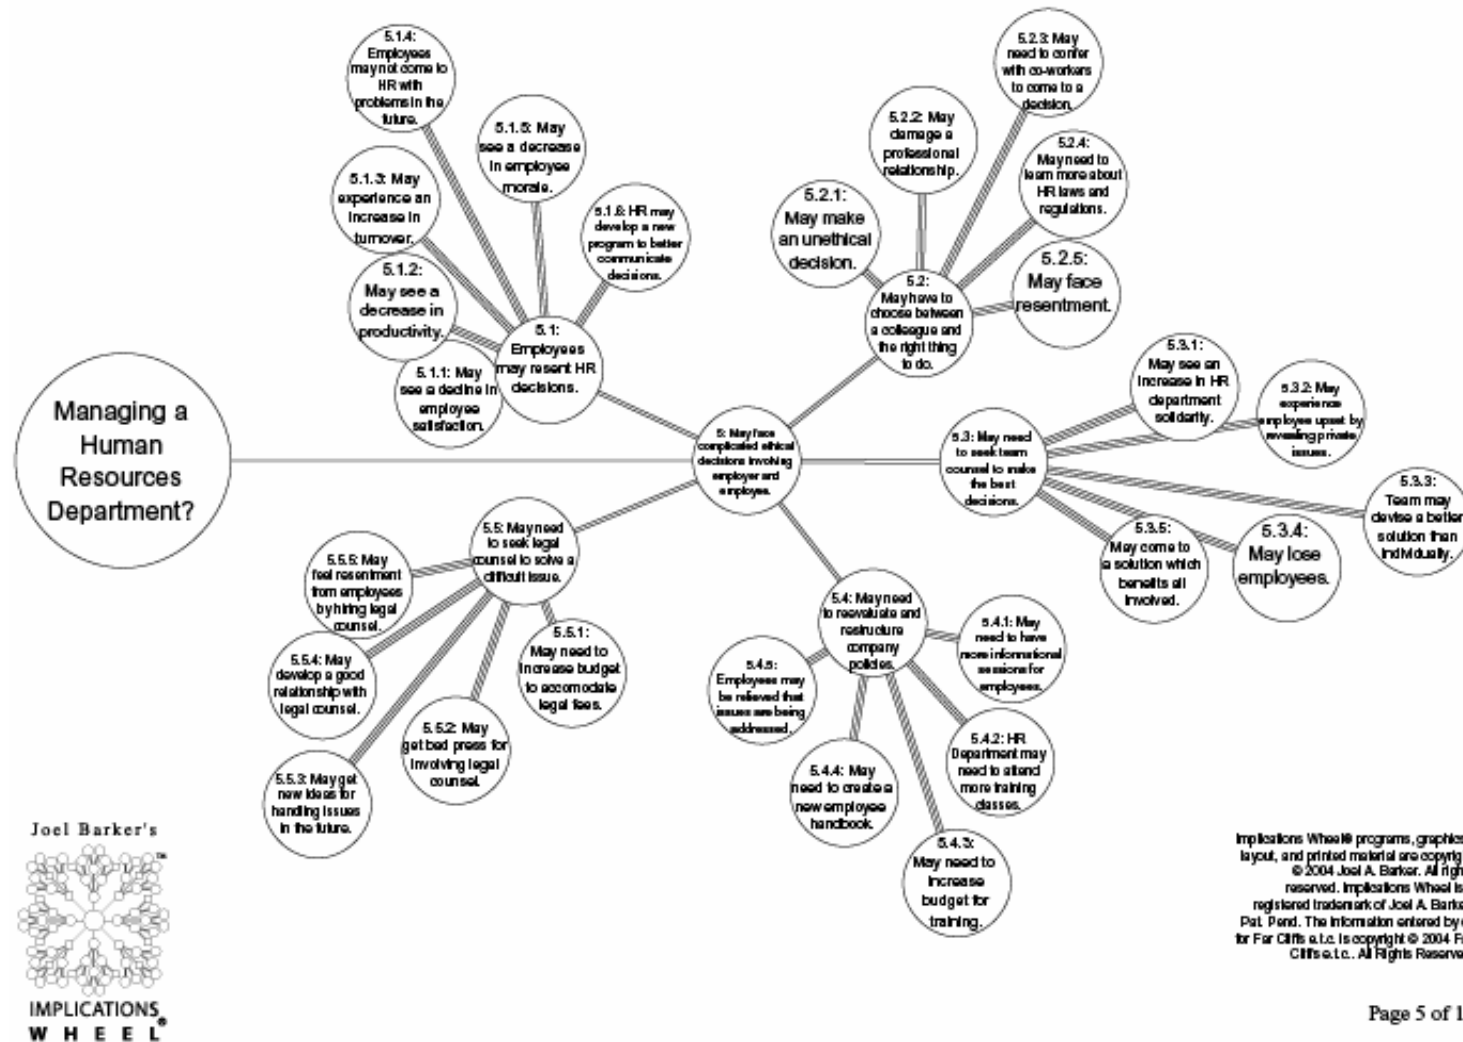 Managing a
Human
Resources
Department?
5: May face
complicated ethical
decisions involving
employer and
employee.
5.1:
Employees
may resent HR
decisions.
5.1.1: May
see a decline in
employee
satisfaction.
5.1.2:
May see a
decrease in
productivity.
5.1.3: May
experience an
increase in
turnover.
5.1.4:
Employees
may not come to
HR with
problems in the
future.
5.1.5: May
see a decrease
in employee
morale.
5.1.6: HR may
develop a new
program to better
communicate
decisions.
5.2:
May have to
choose between
a colleague and
the right thing
to do.
5.2.1:
May make
an unethical
decision.
5.2.2: May
damage a
professional
relationship.
5.2.3: May
need to confer
with co-workers
to come to a
decision.
5.2.4:
May need to
learn more about
HR laws and
regulations.
5.2.5:
May face
resentment.
5.3: May need
to seek team
counsel to make
the best
decisions.
5.3.1:
May see an
increase in HR
department
solidarity.
5.3.2: May
experience
employee upset by
revealing private
issues.
5.3.3:
Team may
devise a better
solution than
individually.
5.3.4:
May lose
employees.
5.3.5:
May come to
a solution which
benefits all
involved.
5.4: May need
to reevaluate and
restructure
company
policies.
5.4.1: May
need to have
more informational
sessions for
employees.
5.4.2: HR
Department may
need to attend
more training
classes.
5.4.3:
May need to
increase
budget for
training.
5.4.4: May
need to create a
new employee
handbook.
5.4.5:
Employees may
be relieved that
issues are being
addressed.
5.5: May need
to seek legal
counsel to solve a
difficult issue.
5.5.1:
May need to
increase budget
to accomodate
legal fees.
5.5.2: May
get bad press for
involving legal
counsel.
5.5.3: May get
new ideas for
handling issues
in the future.
5.5.4: May
develop a good
relationship with
legal counsel.
5.5.5: May
feel resentment
from employees
by hiring legal
counsel.
Joel Barker's
IMPLICATIONS
WHEEL®
Implications Wheel® programs, graphics
layout, and printed material are copyrig
© 2004 Joel A. Barker. All righ
reserved. Implications Wheel is
registered trademark of Joel A. Barke
Pat. Pend. The information entered by
for Far Cliffs e.t.c. is copyright © 2004 F
Cliffs e.t.c.. All Rights Reserve
Page 5 of 1